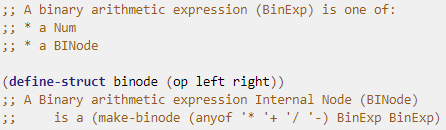 ;; A binary arithmetic expression (BinExp) is one of:
;; * a Num
;; * a BINode
(define-struct binode (op left right))
;; A Binary arithmetic expression Internal Node (BINode)
;;     is a (make-binode (anyof '* '+ '/ '-) BinExp BinExp)